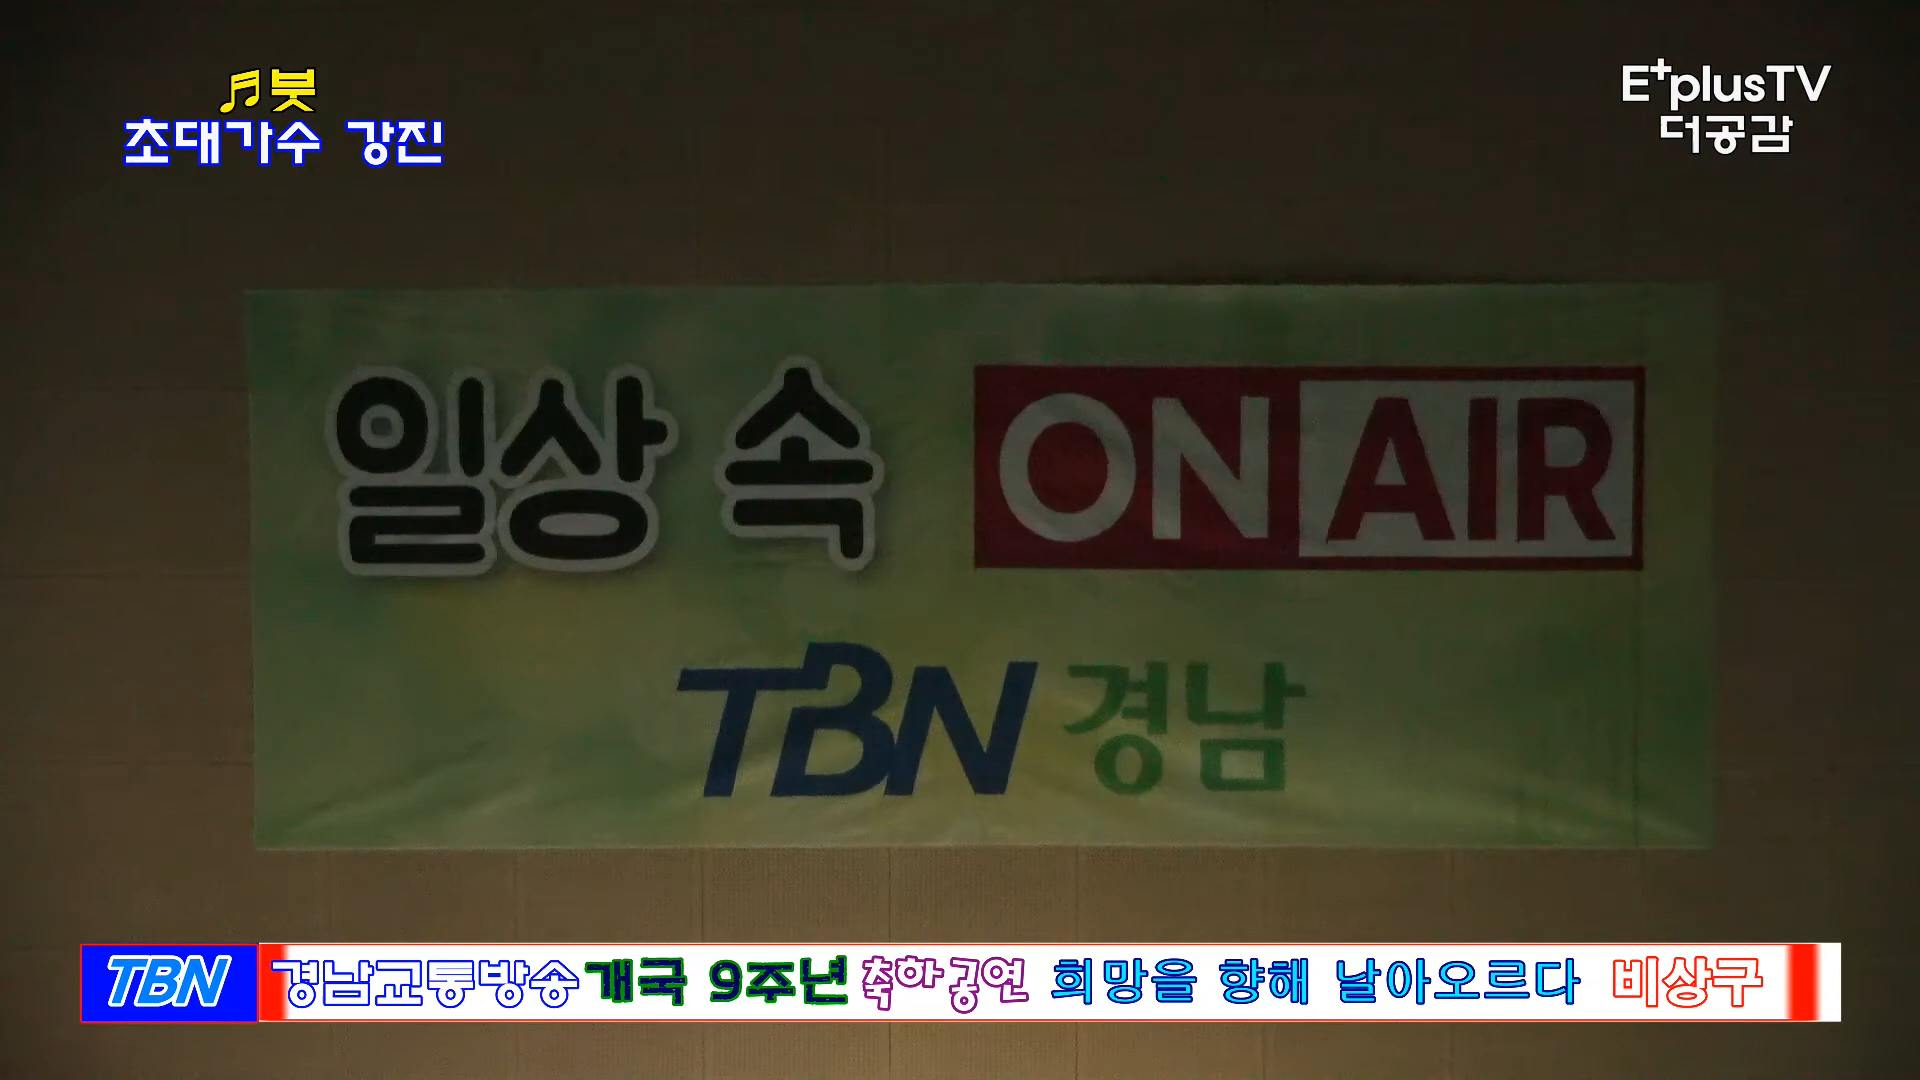 ♬붓
초대가수 강진
E+plusTV
더공감
일상 속 ON AIR
TBN 경남
TBN 경남교통방송 개국 9주년 축하공연 희망을 향해 날아오르다 비상구